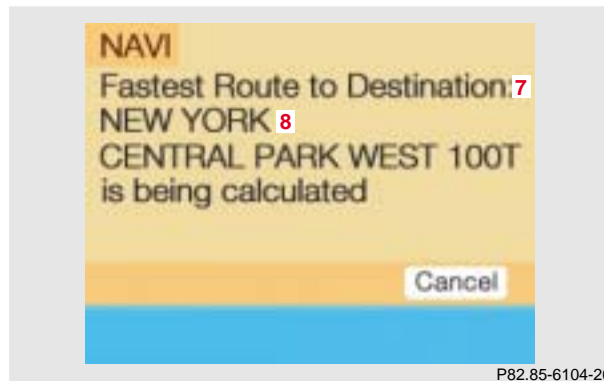 NAVI
Fastest Route to Destination: 7
NEW YORK 8
CENTRAL PARK WEST 100T
is being calculated
Cancel
P82.85-6104-26